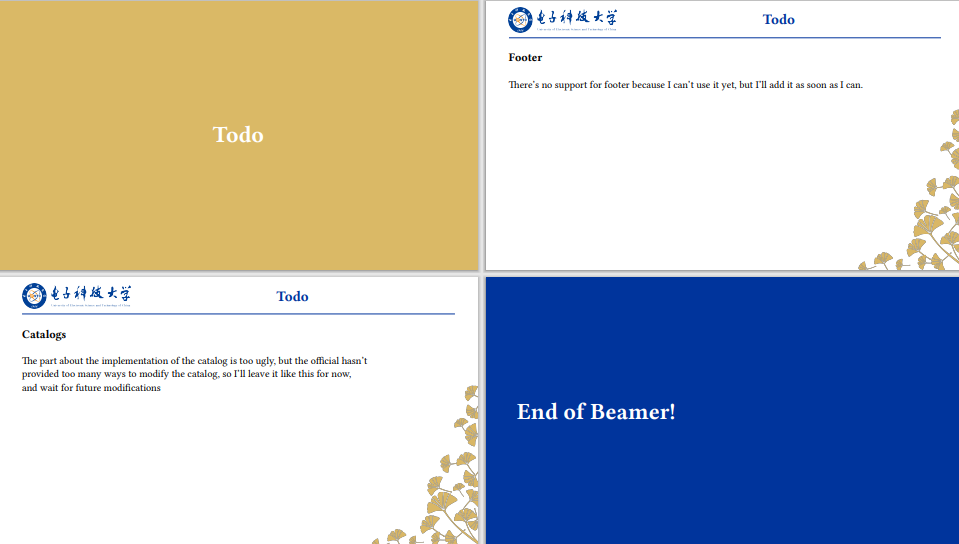 Todo
电子科技大学
University of Electronic Science and Technology of China
Todo
Footer
There's no support for footer because I can't use it yet, but I'll add it as soon as I can.
电子科技大学
University of Electronic Science and Technology of China
Todo
Catalogs
The part about the implementation of the catalog is too ugly, but the official hasn't
provided too many ways to modify the catalog, so I'll leave it like this for now,
and wait for future modifications
End of Beamer!